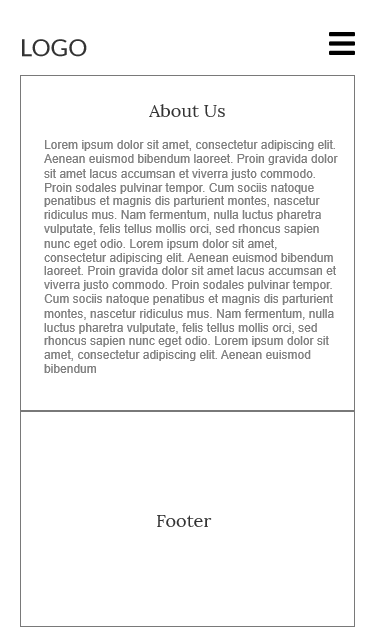 LOGO
About Us
Lorem ipsum dolor sit amet, consectetur adipiscing elit.
Aenean euismod bibendum laoreet. Proin gravida dolor
sit amet lacus accumsan et viverra justo commodo.
Proin sodales pulvinar tempor. Cum sociis natoque
penatibus et magnis dis parturient montes, nascetur
ridiculus mus. Nam fermentum, nulla luctus pharetra
vulputate, felis tellus mollis orci, sed rhoncus sapien
nunc eget odio. Lorem ipsum dolor sit amet,
consectetur adipiscing elit. Aenean euismod bibendum
laoreet. Proin gravida dolor sit amet lacus accumsan et
viverra justo commodo. Proin sodales pulvinar tempor.
Cum sociis natoque penatibus et magnis dis parturient
montes, nascetur ridiculus mus. Nam fermentum, nulla
luctus pharetra vulputate, felis tellus mollis orci, sed
rhoncus sapien nunc eget odio. Lorem ipsum dolor sit
amet, consectetur adipiscing elit. Aenean euismod
bibendum
Footer